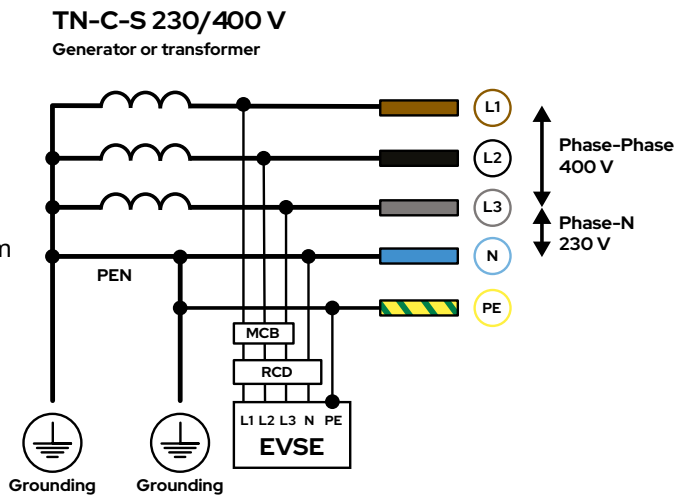 TN-C-S 230/400 V
Generator or transformer
L1
L2
Phase-Phase
400 V
L3
Phase-N
230 V
m
N
PEN
PE
MCB
RCD
L1 L2 L3 N PE
EVSE
Grounding
Grounding